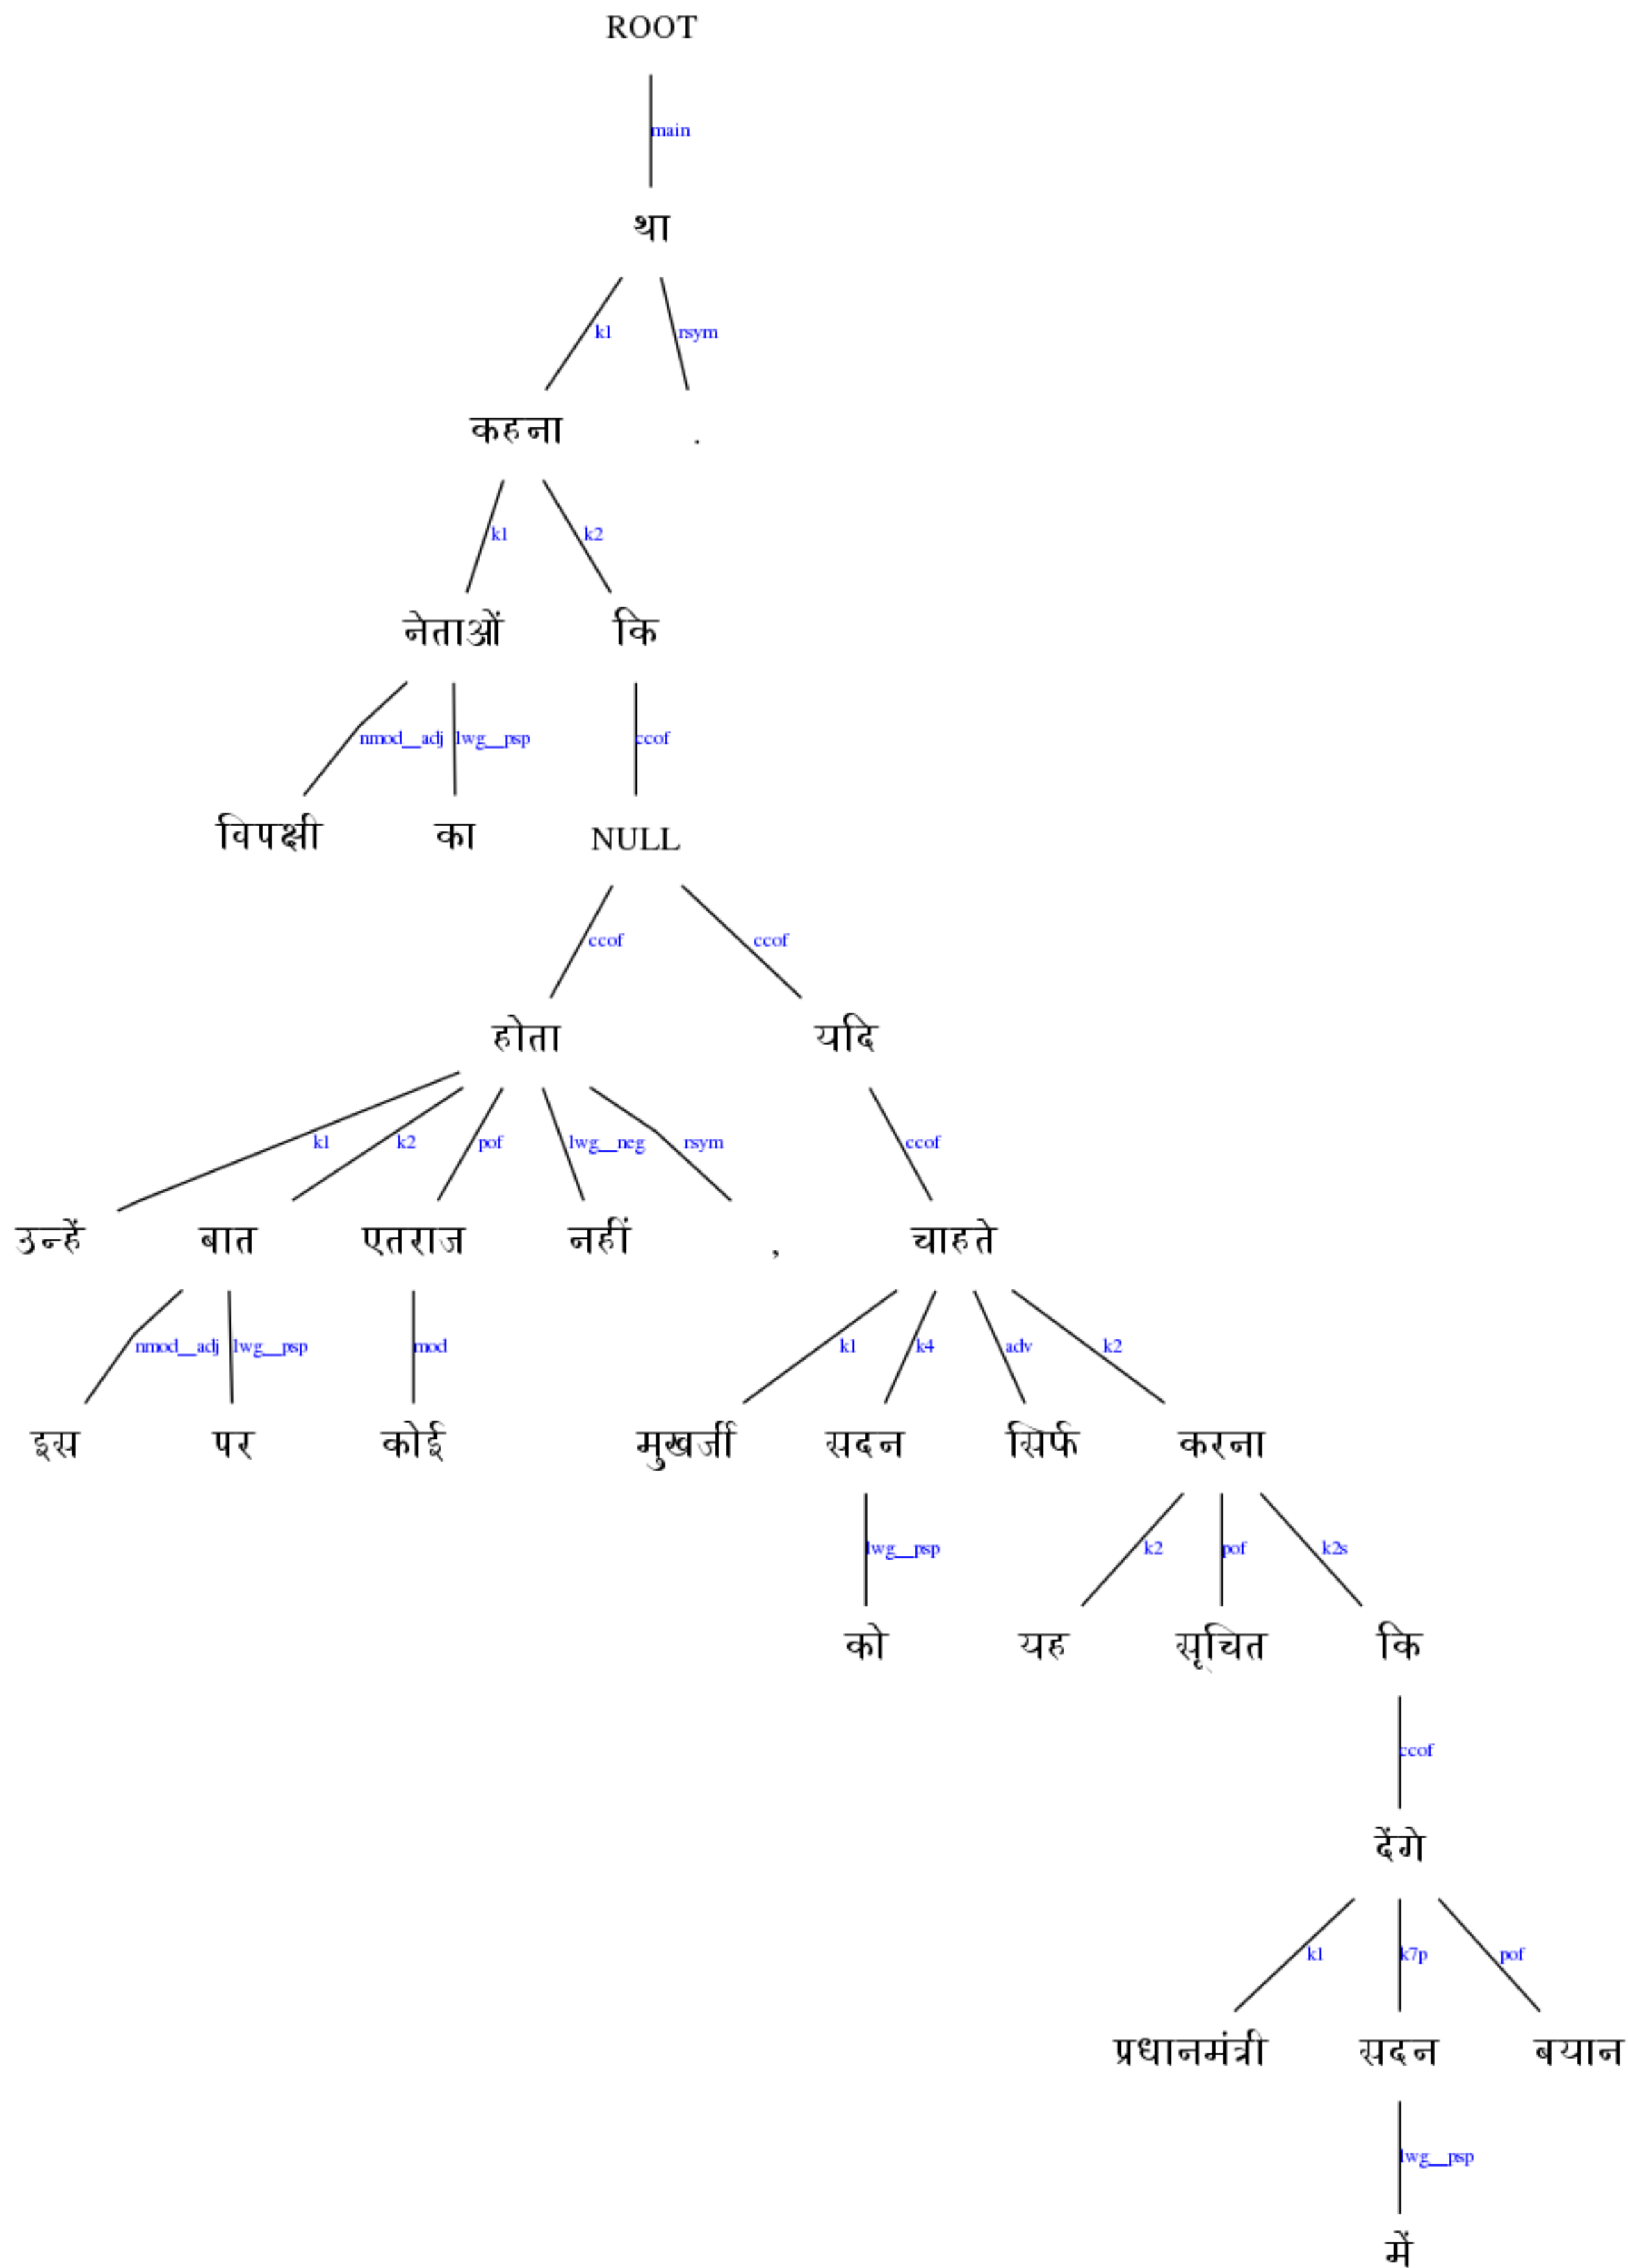 ROOT
main
था
k1 rsym
कहना .
k1 k2
नेताओं कि
nmod__adj lwg__psp ccof
विपक्षी का NULL
ccof ccof
होता यदि
k1 k2 pof lwg__neg rsym ccof
उन्हें बात एतराज नहीं , चाहते
nmod__adj lwg__psp mod k1 k4 adv k2
इस पर कोई मुखर्जी सदन सिर्फ करना
lwg__psp k2 pof k2s
को यह सूचित कि
ccof
देंगे
k1 k7p pof
प्रधानमंत्री सदन बयान
lwg__psp
में